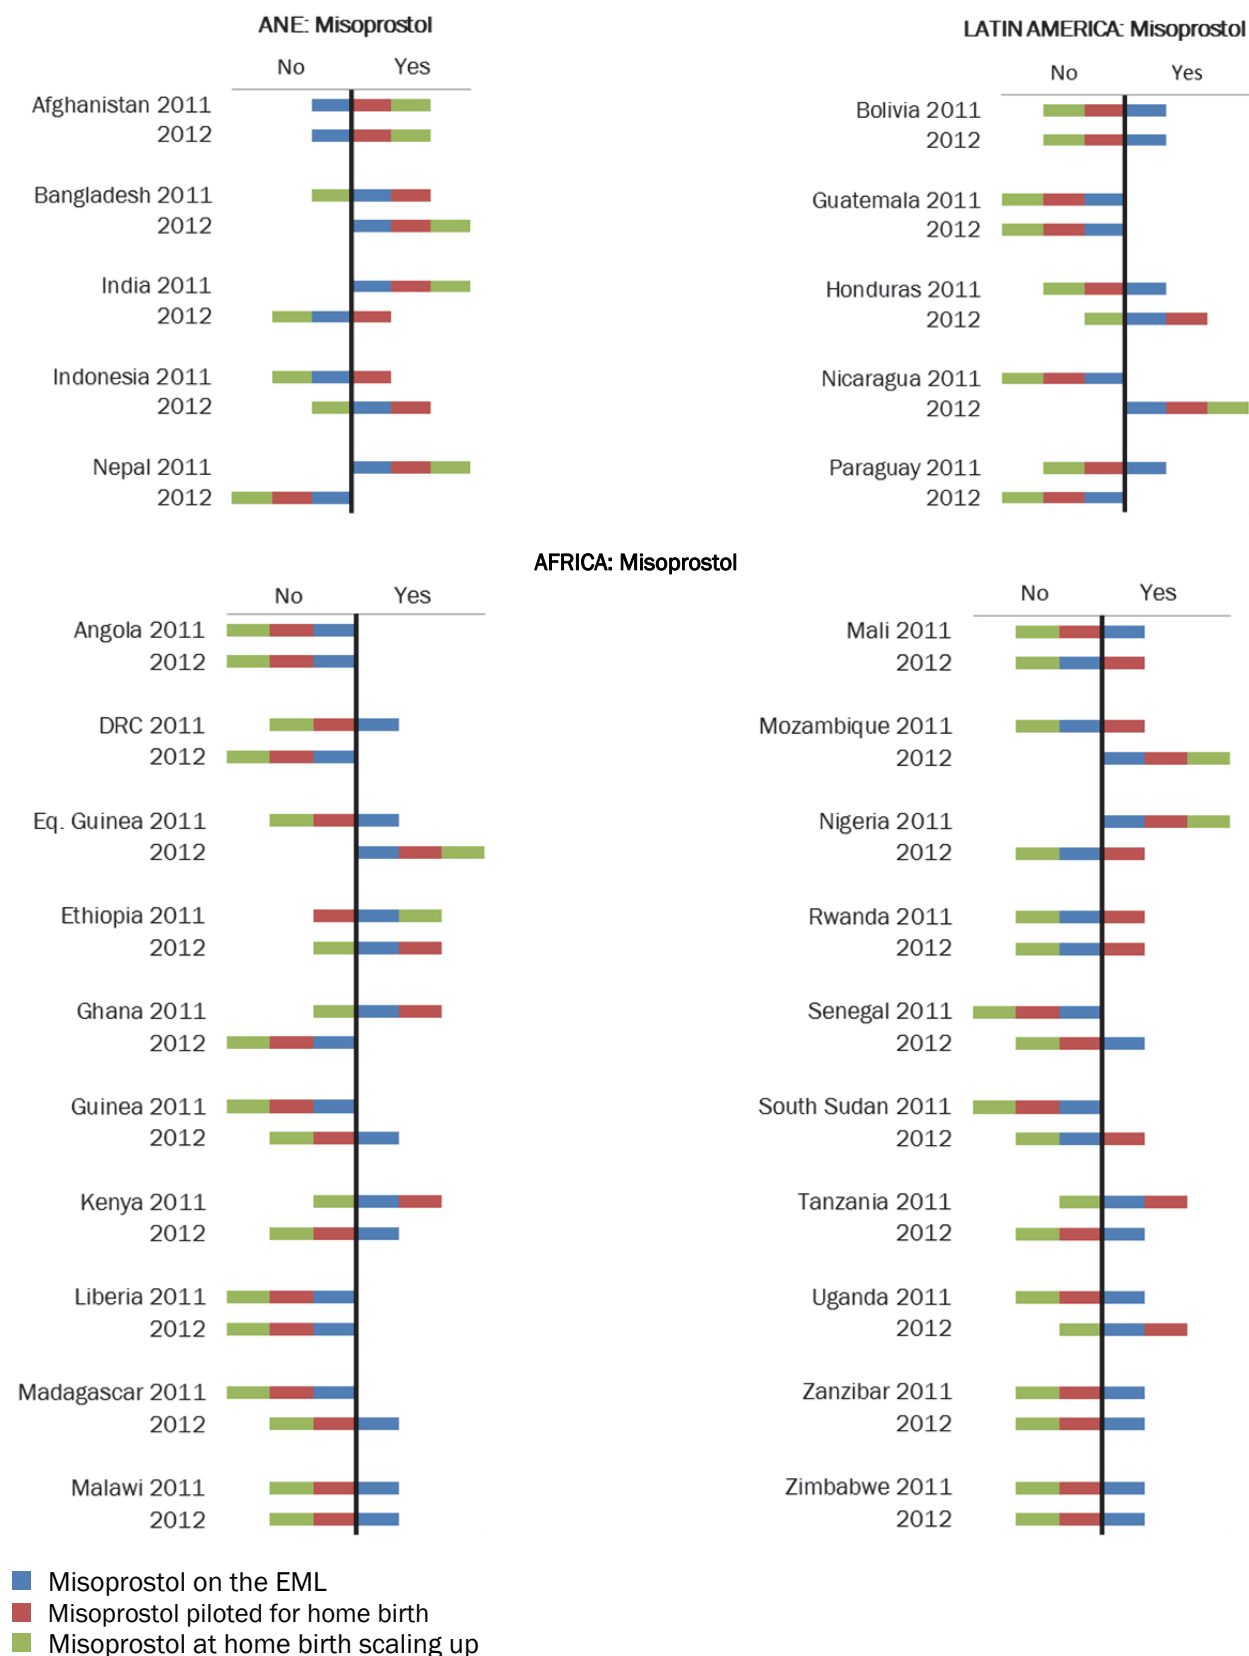 ANE: Misoprostol
No Yes
Afghanistan 2011
2012
Bangladesh 2011
2012
India 2011
2012
Indonesia 2011
2012
Nepal 2011
2012
LATIN AMERICA: Misoprostol
No Yes
Bolivia 2011
2012
Guatemala 2011
2012
Honduras 2011
2012
Nicaragua 2011
2012
Paraguay 2011
2012
AFRICA: Misoprostol
No Yes
Angola 2011
2012
DRC 2011
2012
Eq. Guinea 2011
2012
Ethiopia 2011
2012
Ghana 2011
2012
Guinea 2011
2012
Kenya 2011
2012
Liberia 2011
2012
Madagascar 2011
2012
Malawi 2011
2012
No Yes
Mali 2011
2012
Mozambique 2011
2012
Nigeria 2011
2012
Rwanda 2011
2012
Senegal 2011
2012
South Sudan 2011
2012
Tanzania 2011
2012
Uganda 2011
2012
Zanzibar 2011
2012
Zimbabwe 2011
2012
Misoprostol on the EML
Misoprostol piloted for home birth
Misoprostol at home birth scaling up